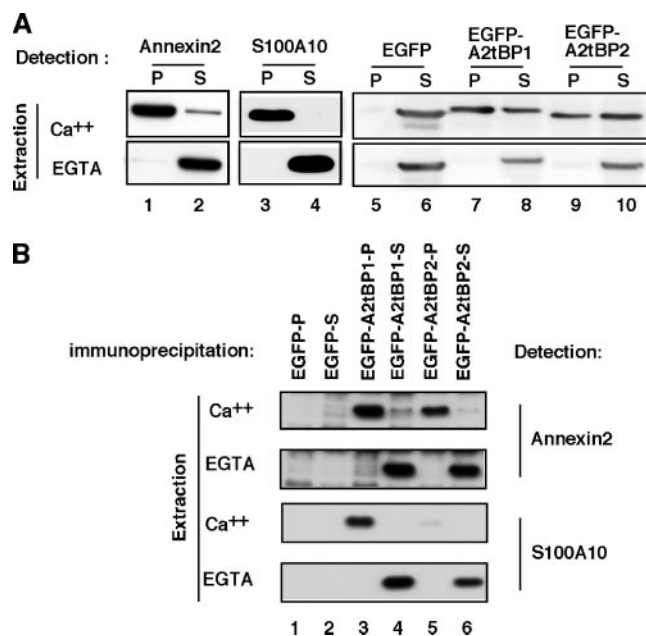 A
Detection : Annexin2 S100A10 EGFP EGFP-A2tBP1 EGFP-A2tBP2
P S P S P S P S P S
Extraction
Ca++
EGTA
1 2 3 4 5 6 7 8 9 10
B
immunoprecipitation: EGFP-P EGFP-S EGFP-A2tBP1-P EGFP-A2tBP1-S EGFP-A2tBP2-P EGFP-A2tBP2-S Detection:
Extraction
Ca++
EGTA
Annexin2
Ca++
EGTA
S100A10
1 2 3 4 5 6